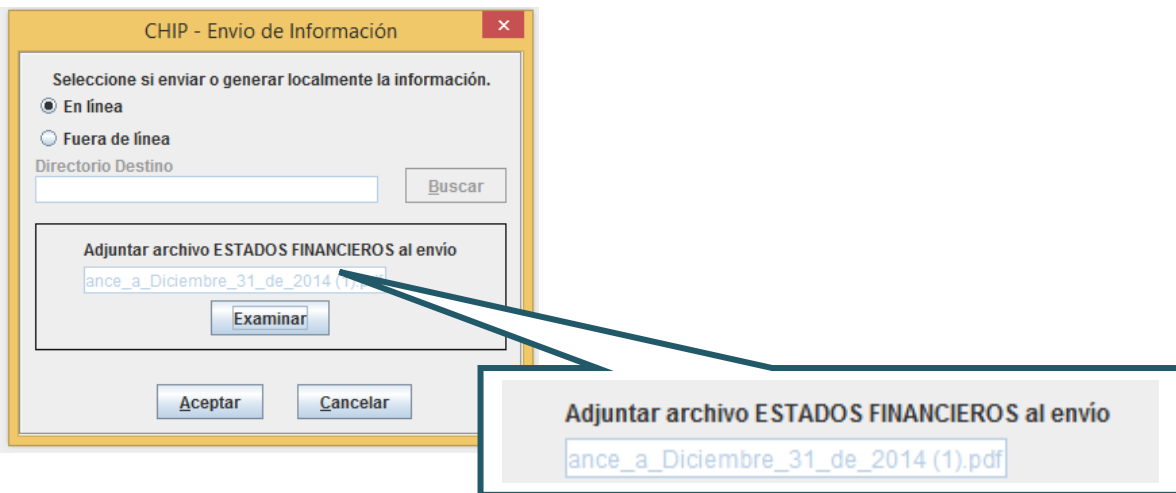 CHIP - Envio de Información
×
Seleccione si enviar o generar localmente la información.
En línea
Fuera de línea
Directorio Destino
Buscar
Adjuntar archivo ESTADOS FINANCIEROS al envío
ance_a_Diciembre_31_de_2014 (1).pdf
Examinar
Aceptar
Cancelar
Adjuntar archivo ESTADOS FINANCIEROS al envío
ance_a_Diciembre_31_de_2014 (1).pdf